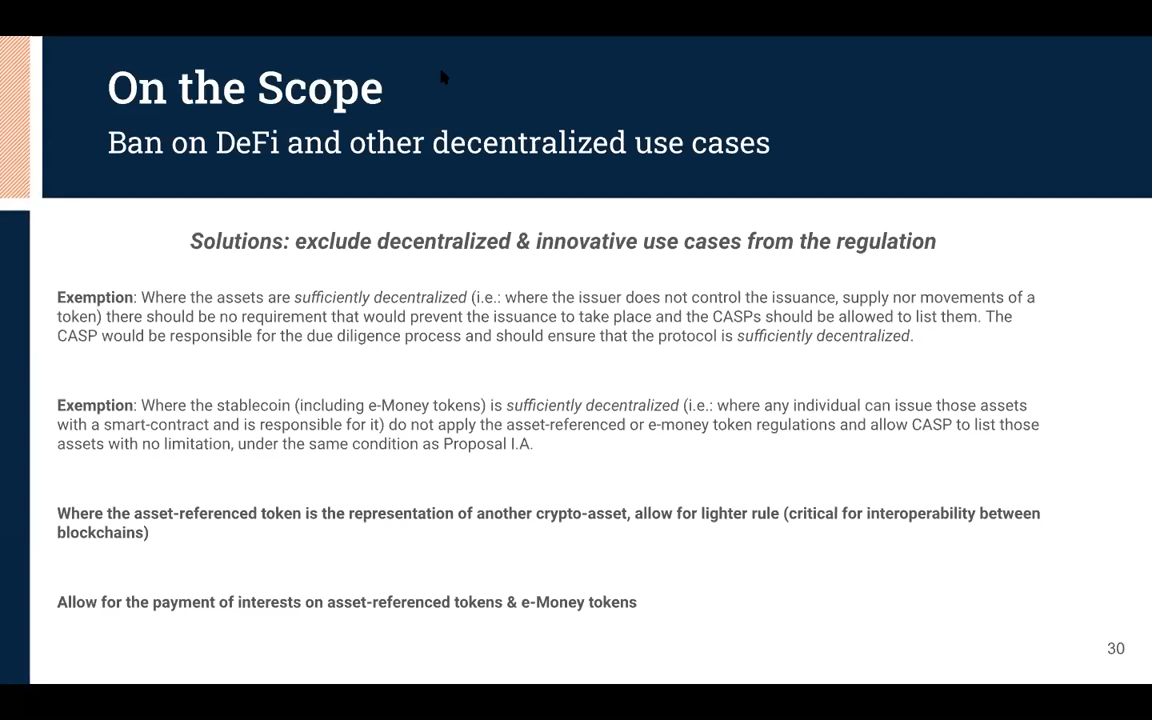 On the Scope
Ban on DeFi and other decentralized use cases
Solutions: exclude decentralized & innovative use cases from the regulation
Exemption: Where the assets are sufficiently decentralized (i.e.: where the issuer does not control the issuance, supply nor movements of a
token) there should be no requirement that would prevent the issuance to take place and the CASPs should be allowed to list them. The
CASP would be responsible for the due diligence process and should ensure that the protocol is sufficiently decentralized.
Exemption: Where the stablecoin (including e-Money tokens) is sufficiently decentralized (i.e.: where any individual can issue those assets
with a smart-contract and is responsible for it) do not apply the asset-referenced or e-money token regulations and allow CASP to list those
assets with no limitation, under the same condition as Proposal I.A.
Where the asset-referenced token is the representation of another crypto-asset, allow for lighter rule (critical for interoperability between
blockchains)
Allow for the payment of interests on asset-referenced tokens & e-Money tokens
30